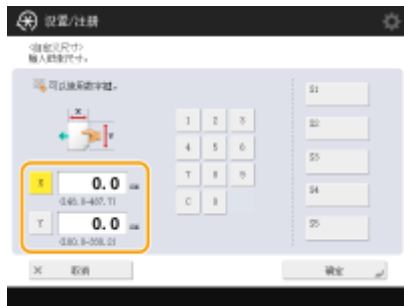 设置/注册
<自定义尺寸>
输入自定尺寸。
可以使用数字键。
X
Y
1 2 3
4 5 6
7 8 9
C 0
X 0.0 mm
Y 0.0 mm
S1
S2
S3
S4
S5
× 取消
确定